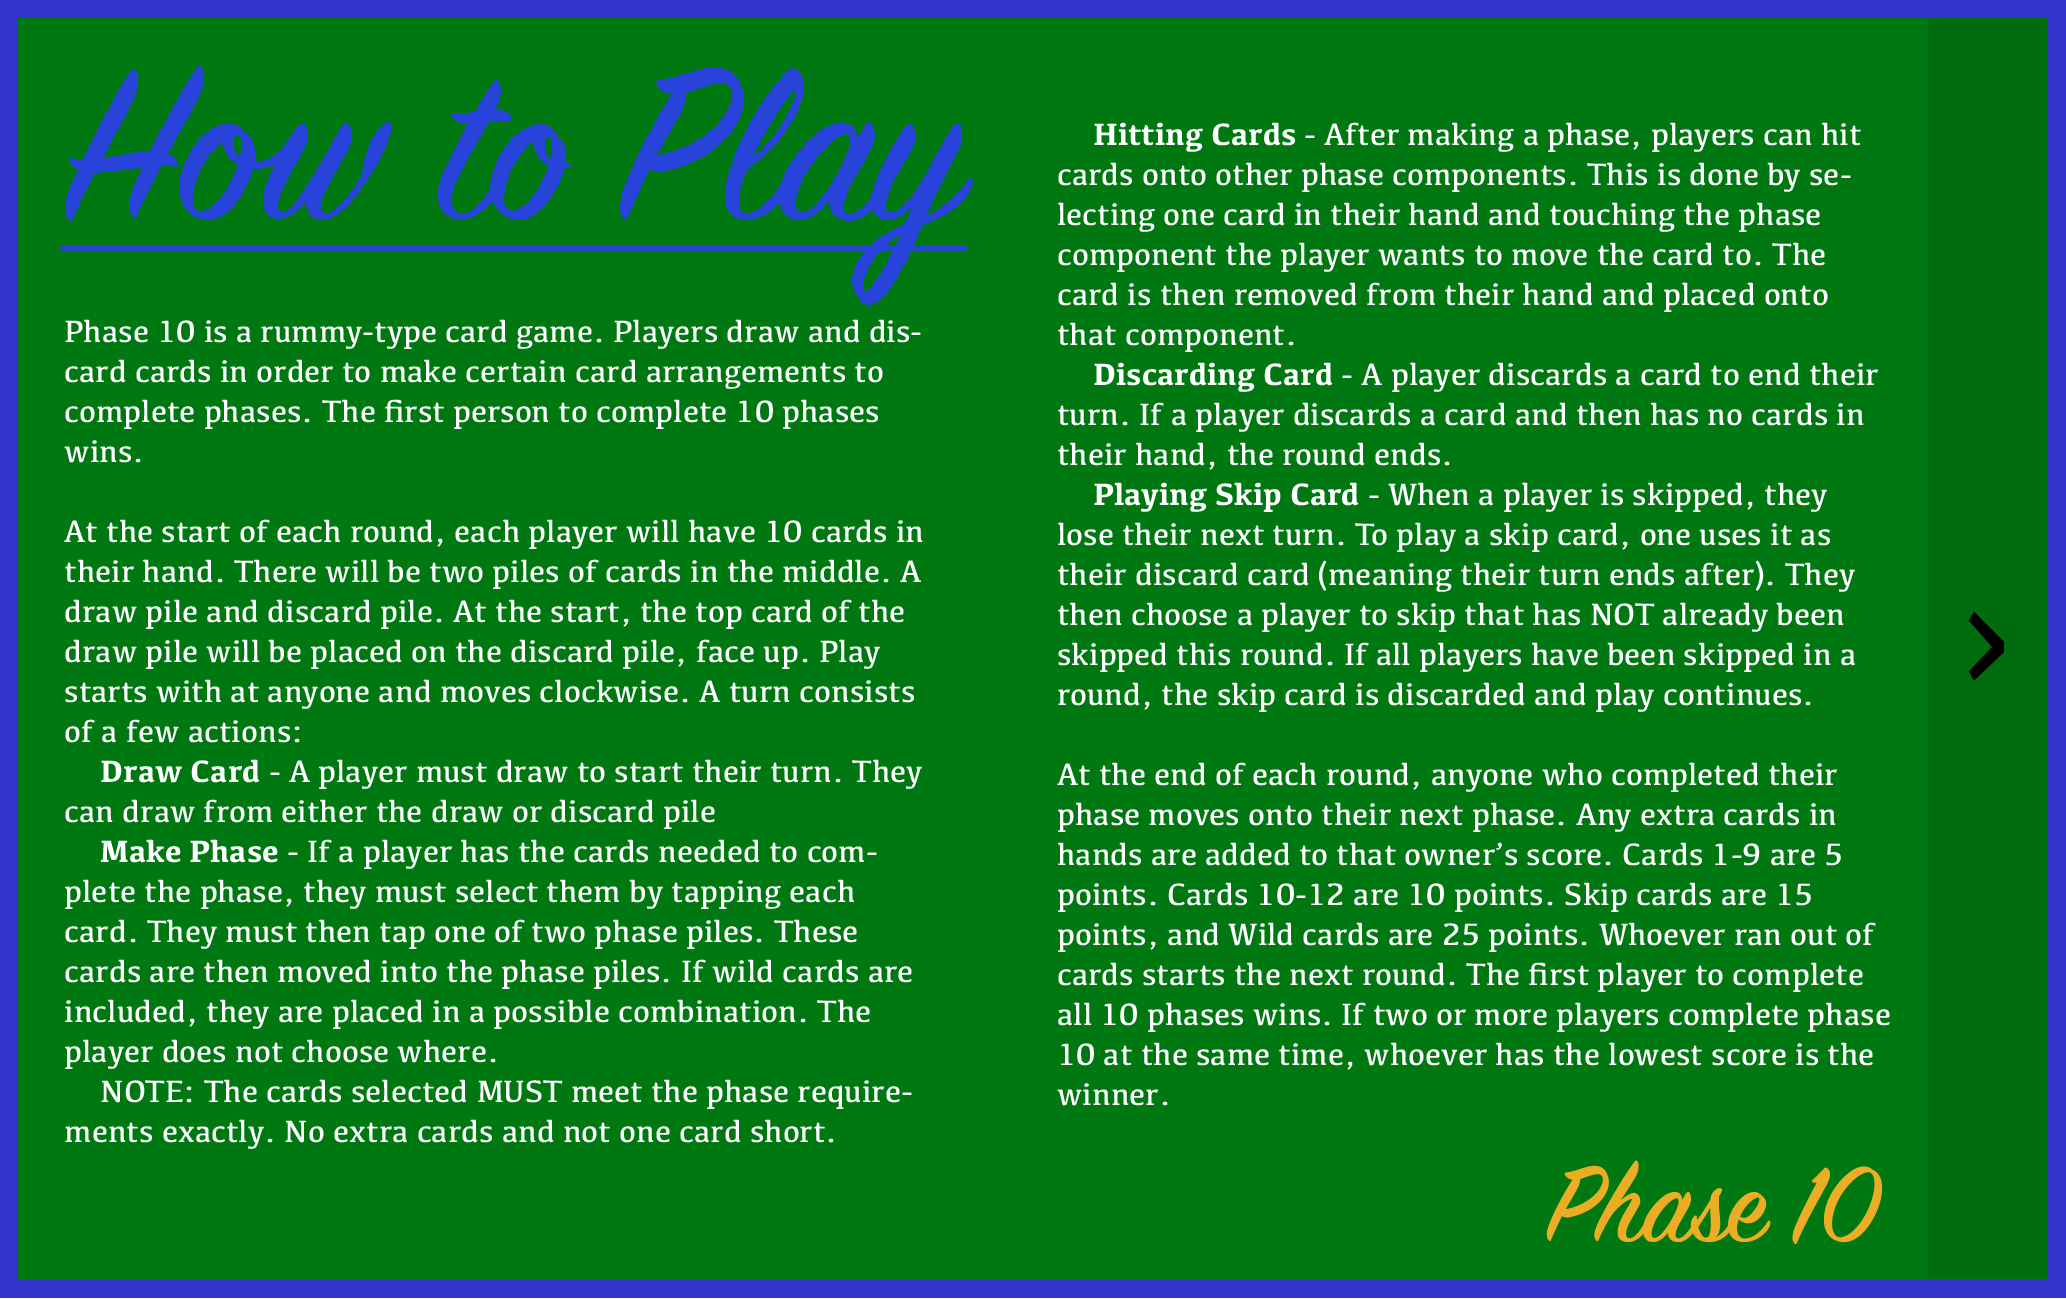 How to Play
Phase 10 is a rummy-type card game. Players draw and dis-
card cards in order to make certain card arrangements to
complete phases. The first person to complete 10 phases
wins.
At the start of each round, each player will have 10 cards in
their hand. There will be two piles of cards in the middle. A
draw pile and discard pile. At the start, the top card of the
draw pile will be placed on the discard pile, face up. Play
starts with at anyone and moves clockwise. A turn consists
of a few actions:
Draw Card - A player must draw to start their turn. They
can draw from either the draw or discard pile
Make Phase - If a player has the cards needed to com-
plete the phase, they must select them by tapping each
card. They must then tap one of two phase piles. These
cards are then moved into the phase piles. If wild cards are
included, they are placed in a possible combination. The
player does not choose where.
NOTE: The cards selected MUST meet the phase require-
ments exactly. No extra cards and not one card short.
Hitting Cards - After making a phase, players can hit
cards onto other phase components. This is done by se-
lecting one card in their hand and touching the phase
component the player wants to move the card to. The
card is then removed from their hand and placed onto
that component.
Discarding Card - A player discards a card to end their
turn. If a player discards a card and then has no cards in
their hand, the round ends.
Playing Skip Card - When a player is skipped, they
lose their next turn. To play a skip card, one uses it as
their discard card (meaning their turn ends after). They
then choose a player to skip that has NOT already been
skipped this round. If all players have been skipped in a
round, the skip card is discarded and play continues.
At the end of each round, anyone who completed their
phase moves onto their next phase. Any extra cards in
hands are added to that owner’s score. Cards 1-9 are 5
points. Cards 10-12 are 10 points. Skip cards are 15
points, and Wild cards are 25 points. Whoever ran out of
cards starts the next round. The first player to complete
all 10 phases wins. If two or more players complete phase
10 at the same time, whoever has the lowest score is the
winner.
>
Phase 10